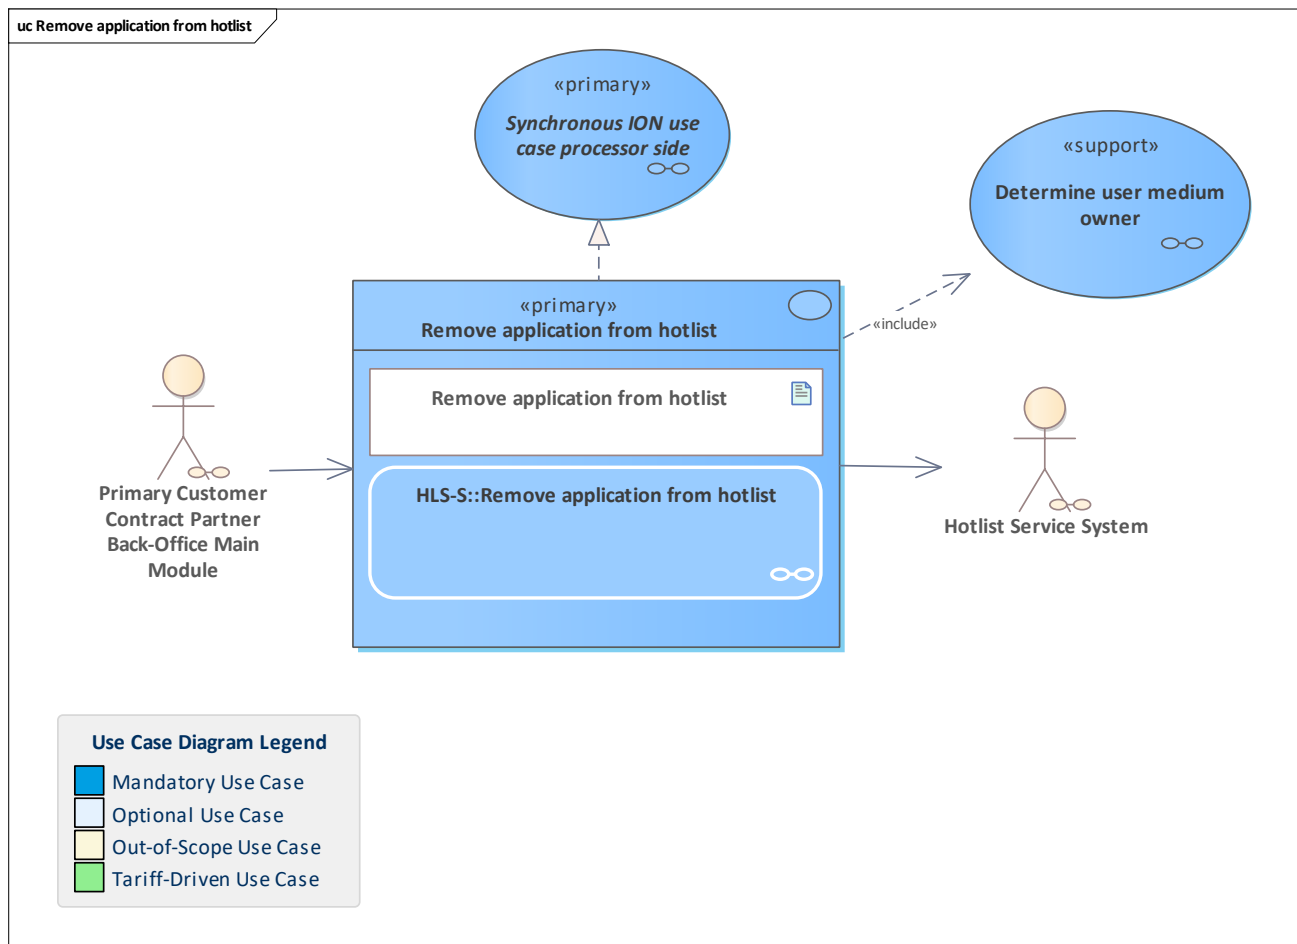 uc Remove application from hotlist
«primary»
Synchronous ION use
case processor side
«support»
Determine user medium
owner
«primary»
Remove application from hotlist
«include»
Remove application from hotlist
HLS-S::Remove application from hotlist
Primary Customer
Contract Partner
Back-Office Main
Module
Hotlist Service System
Use Case Diagram Legend
Mandatory Use Case
Optional Use Case
Out-of-Scope Use Case
Tariff-Driven Use Case